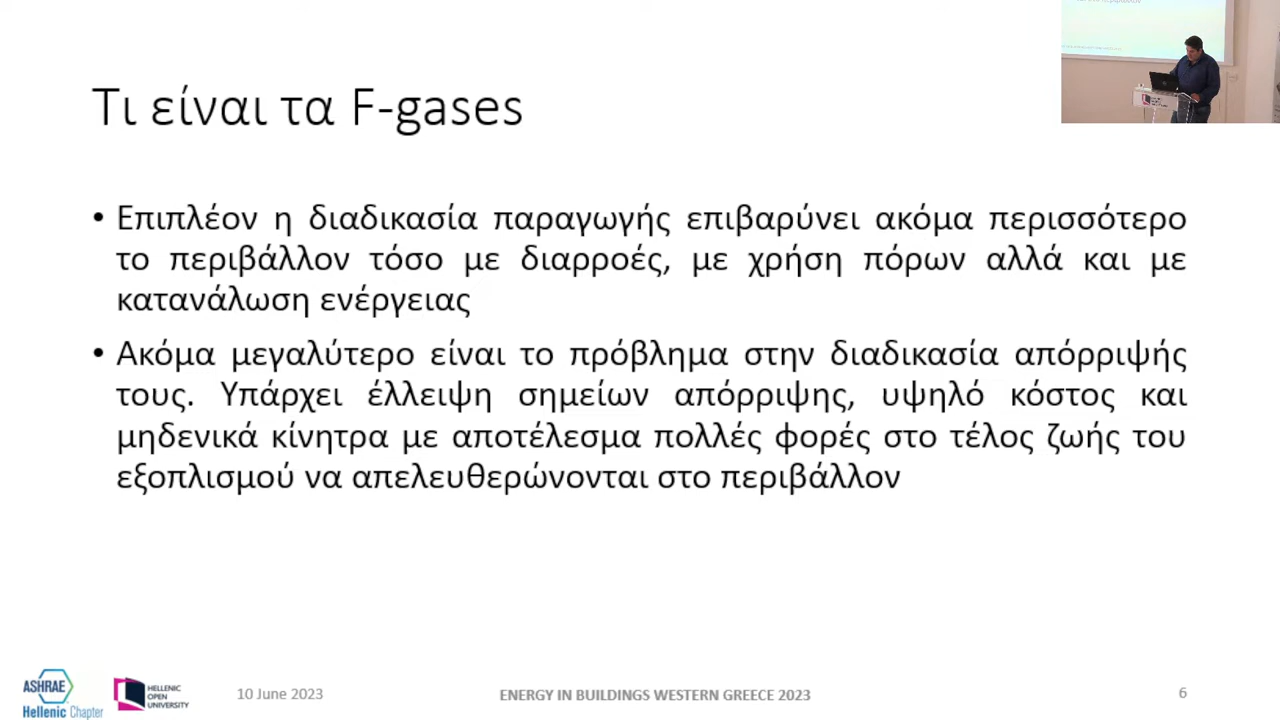 Τι είναι τα F-gases
• Επιπλέον η διαδικασία παραγωγής επιβαρύνει ακόμα περισσότερο
το περιβάλλον τόσο με διαρροές, με χρήση πόρων αλλά και με
κατανάλωση ενέργειας
• Ακόμα μεγαλύτερο είναι το πρόβλημα στην διαδικασία απόρριψής
τους. Υπάρχει έλλειψη σημείων απόρριψης, υψηλό κόστος και
μηδενικά κίνητρα με αποτέλεσμα πολλές φορές στο τέλος ζωής του
εξοπλισμού να απελευθερώνονται στο περιβάλλον
ASHRAE
Hellenic Chapter
HELLENIC
OPEN
UNIVERSITY
10 June 2023
ENERGY IN BUILDINGS WESTERN GREECE 2023
6